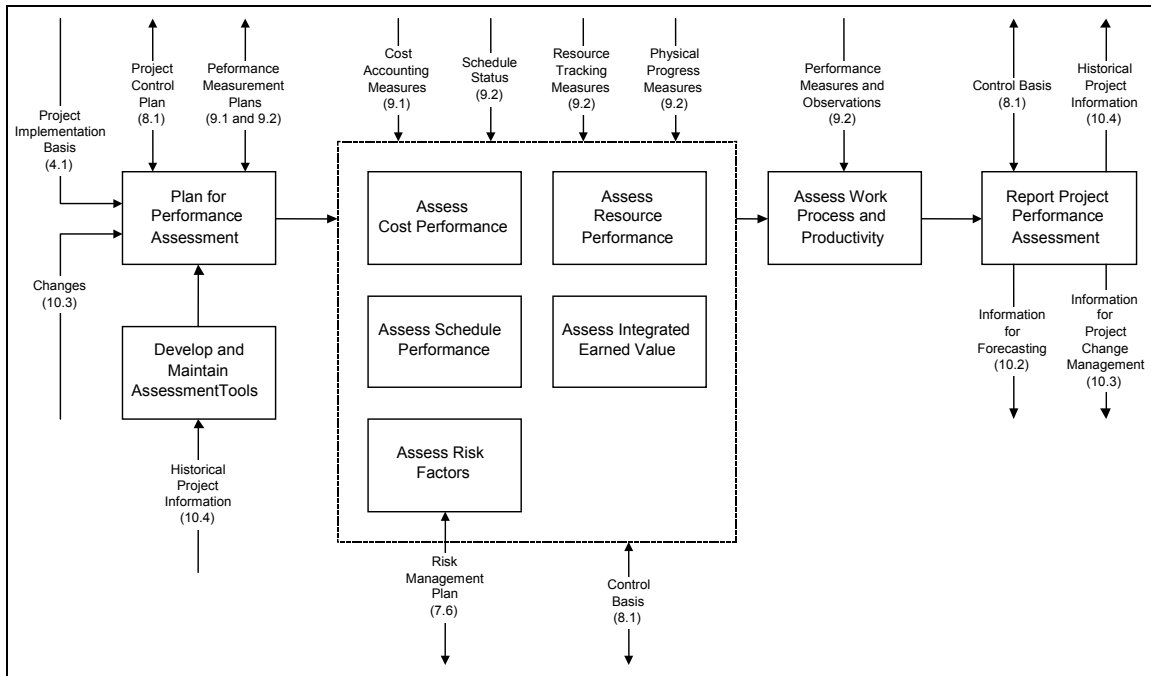 Project
Control
Plan
(8.1)
Peformance
Measurement
Plans
(9.1 and 9.2)
Cost
Accounting
Measures
(9.1)
Schedule
Status
(9.2)
Resource
Tracking
Measures
(9.2)
Physical
Progress
Measures
(9.2)
Performance
Measures and
Observations
(9.2)
Control Basis
(8.1)
Historical
Project
Information
(10.4)
Project
Implementation
Basis
(4.1)
Plan for
Performance
Assessment
Assess
Cost Performance
Assess
Resource
Performance
Assess Work
Process and
Productivity
Report Project
Performance
Assessment
Changes
(10.3)
Develop and
Maintain
AssessmentTools
Assess Schedule
Performance
Assess Integrated
Earned Value
Information
for
Forecasting
(10.2)
Information
for
Project
Change
Management
(10.3)
Historical
Project
Information
(10.4)
Assess Risk
Factors
Risk
Management
Plan
(7.6)
Control
Basis
(8.1)